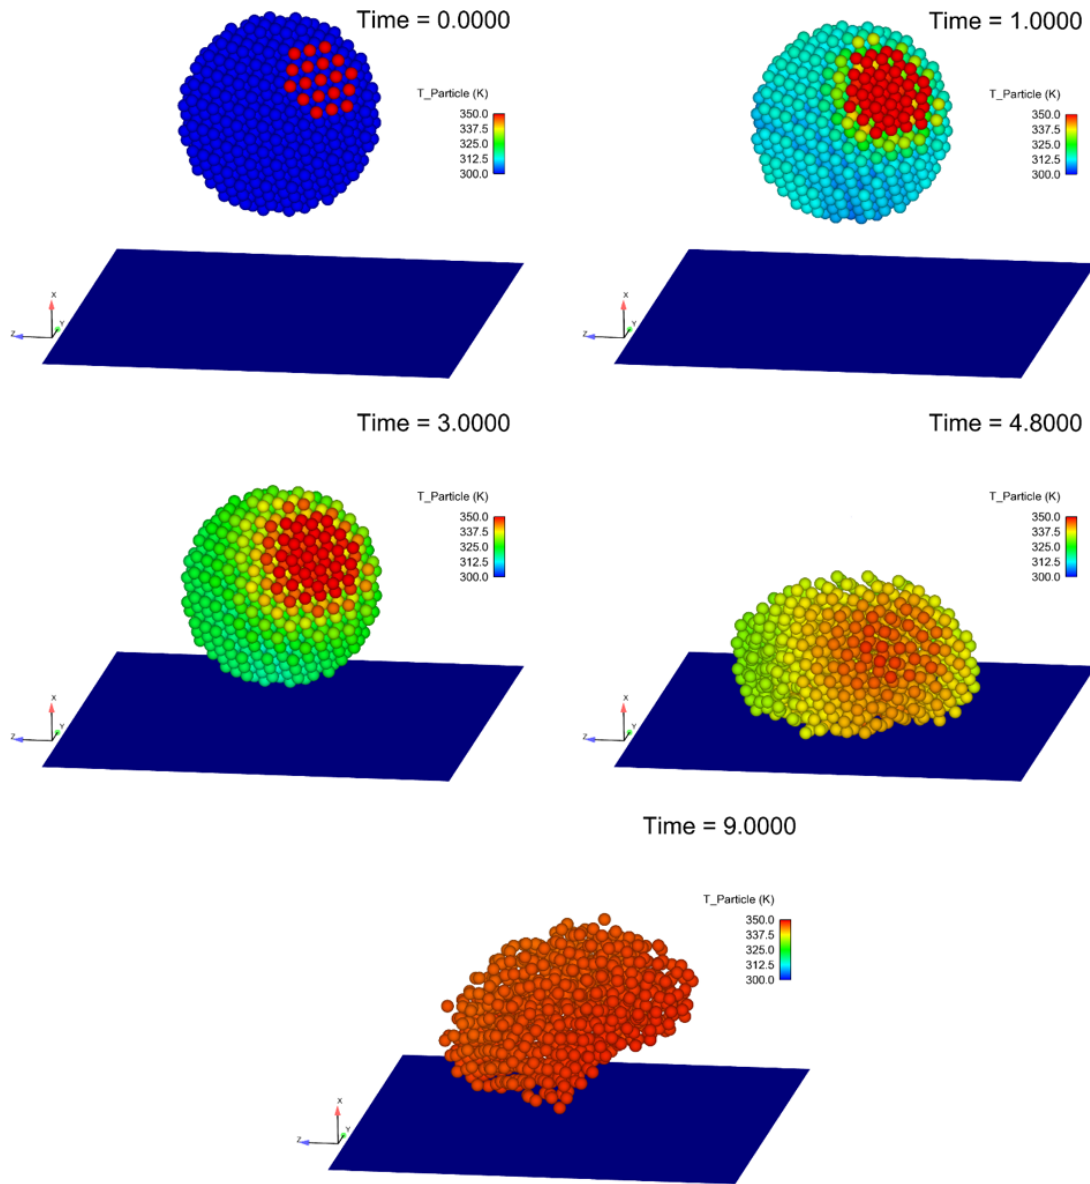 Time = 0.0000
T_Particle (K)
350.0
337.5
325.0
312.5
300.0
X
Y
Z
Time = 1.0000
T_Particle (K)
350.0
337.5
325.0
312.5
300.0
X
Y
Z
Time = 3.0000
T_Particle (K)
350.0
337.5
325.0
312.5
300.0
X
Y
Z
Time = 4.8000
T_Particle (K)
350.0
337.5
325.0
312.5
300.0
X
Y
Z
Time = 9.0000
T_Particle (K)
350.0
337.5
325.0
312.5
300.0
X
Y
Z